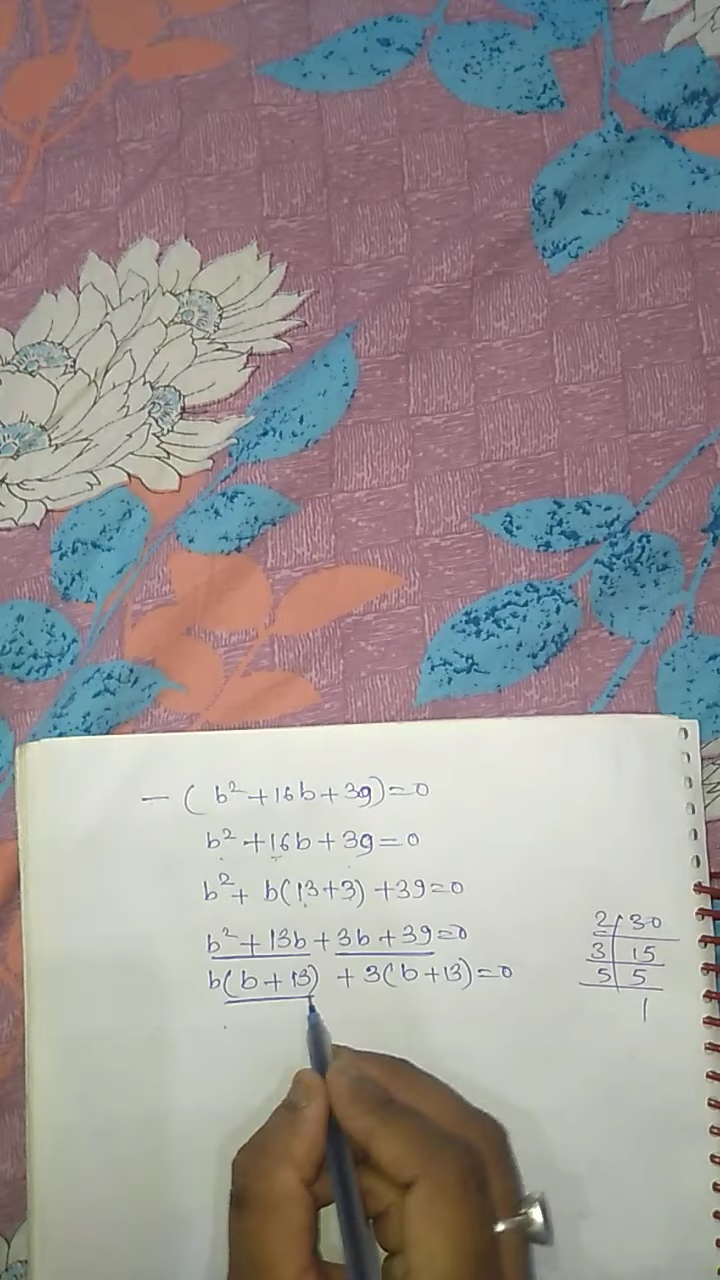 — ( b² + 16b + 39) = 0
b² + 16b + 39 = 0
b² + b(13+3) + 39 = 0
b² + 13b + 3b + 39 = 0
b(b + 13) + 3(b + 13) = 0
2 | 30
3 | 15
5 | 5
1